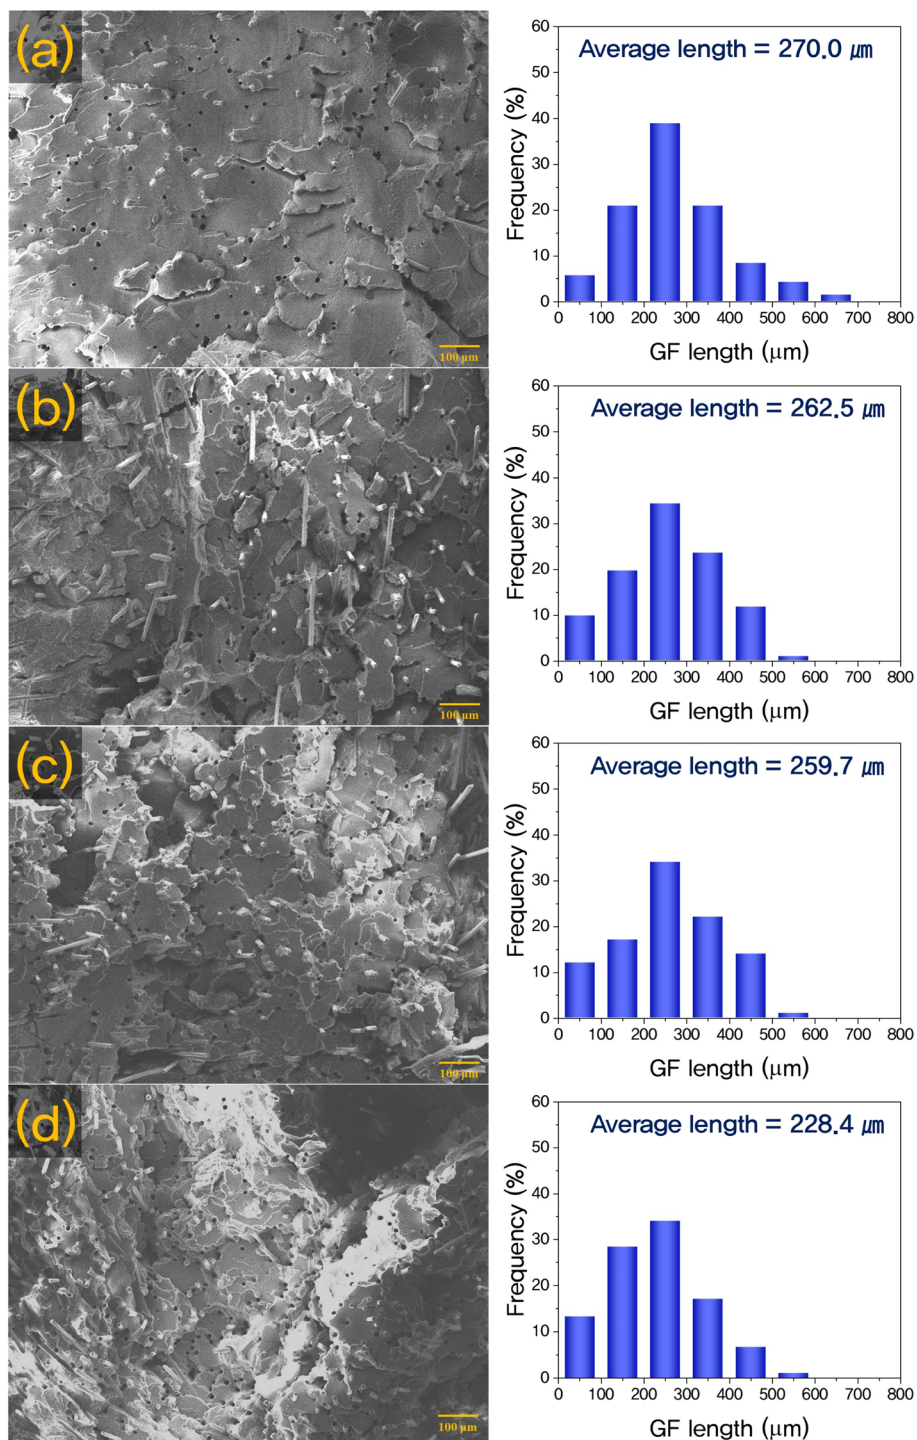 (a)
100 µm
Average length = 270.0 ㎛
Frequency (%)
60
50
40
30
20
10
0
0 100 200 300 400 500 600 700 800
GF length (µm)
(b)
100 µm
Average length = 262.5 ㎛
Frequency (%)
60
50
40
30
20
10
0
0 100 200 300 400 500 600 700 800
GF length (µm)
(c)
100 µm
Average length = 259.7 ㎛
Frequency (%)
60
50
40
30
20
10
0
0 100 200 300 400 500 600 700 800
GF length (µm)
(d)
100 µm
Average length = 228.4 ㎛
Frequency (%)
60
50
40
30
20
10
0
0 100 200 300 400 500 600 700 800
GF length (µm)